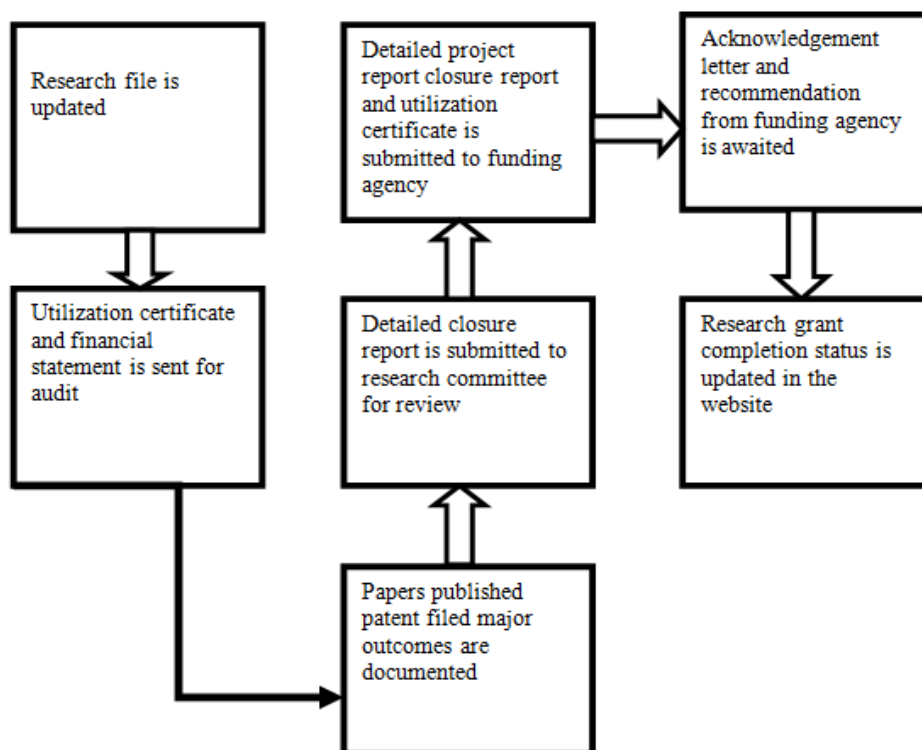 Research file is
updated
Utilization certificate
and financial
statement is sent for
audit
Papers published
patent filed major
outcomes are
documented
Detailed closure
report is submitted to
research committee
for review
Detailed project
report closure report
and utilization
certificate is
submitted to funding
agency
Acknowledgement
letter and
recommendation
from funding agency
is awaited
Research grant
completion status is
updated in the
website